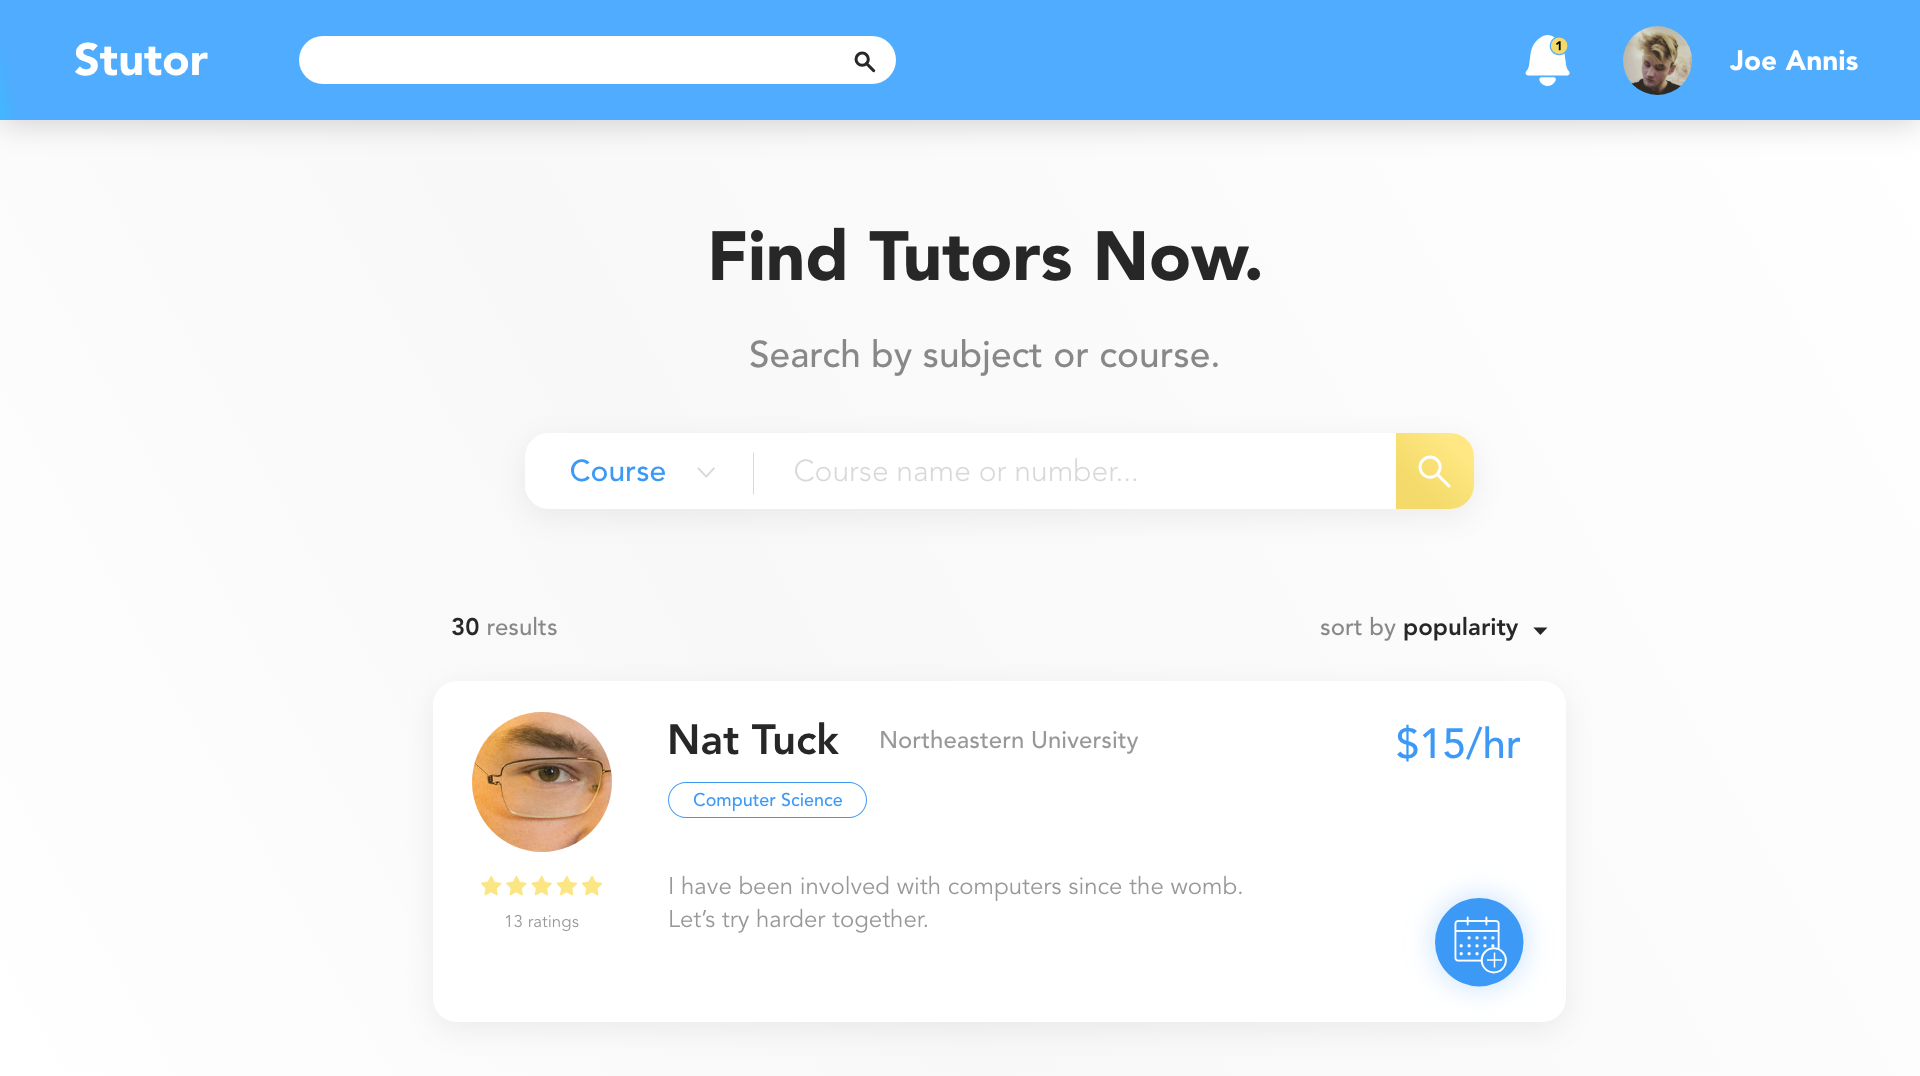 Stutor
1
Joe Annis
Find Tutors Now.
Search by subject or course.
Course
Course name or number...
30 results
sort by popularity
Nat Tuck
Northeastern University
$15/hr
Computer Science
I have been involved with computers since the womb.
Let’s try harder together.
13 ratings